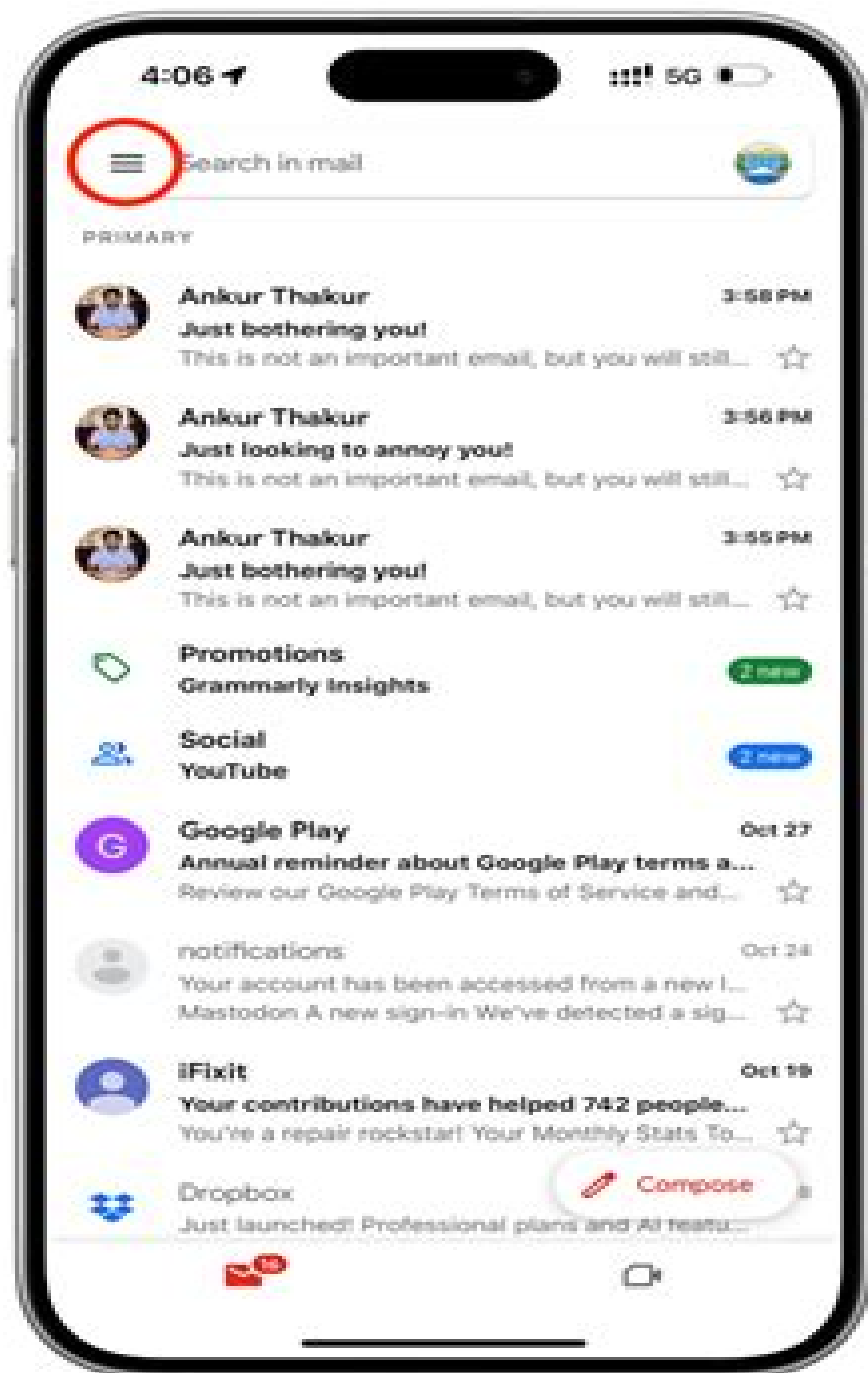 4:06
5G
Search in mail
PRIMARY
Ankur Thakur 3:58 PM
Just bothering you!
This is not an important email, but you will still...
Ankur Thakur 3:56 PM
Just looking to annoy you!
This is not an important email, but you will still...
Ankur Thakur 3:55 PM
Just bothering you!
This is not an important email, but you will still...
Promotions
2 new
Grammarly Insights
Social
2 new
YouTube
G
Google Play Oct 27
Annual reminder about Google Play terms a...
Review our Google Play Terms of Service and...
notifications Oct 24
Your account has been accessed from a new l...
Mastodon A new sign-in We've detected a sig...
iFixit Oct 19
Your contributions have helped 742 people...
You're a repair rockstar! Your Monthly Stats To...
Dropbox
Compose
Just launched! Professional plans and AI featu...